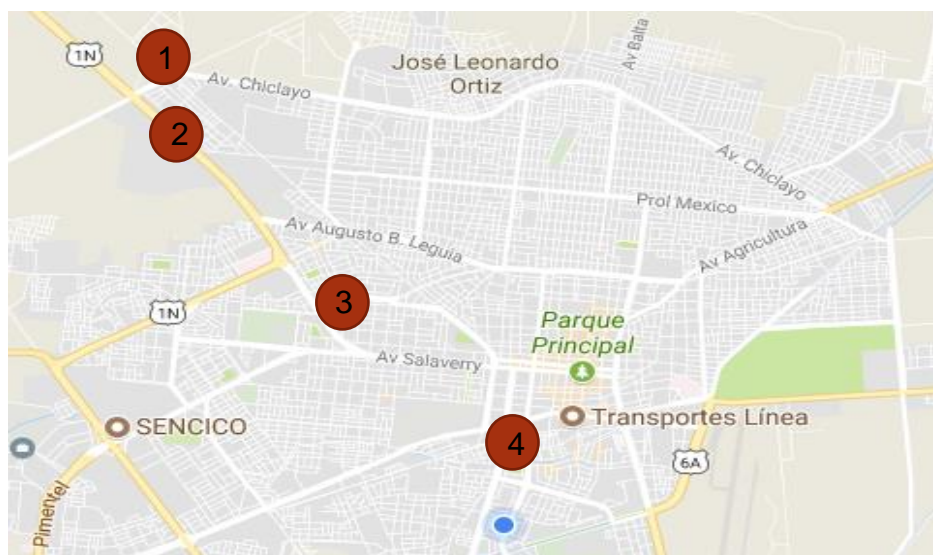 1
1N
José Leonardo
Ortiz
Av Balta
Av. Chiclayo
2
Av. Chiclayo
Prol Mexico
Av Augusto B. Leguia
Av Agricultura
3
1N
Parque
Principal
Av Salaverry
SENCICO
Transportes Línea
4
6A
Pimentel